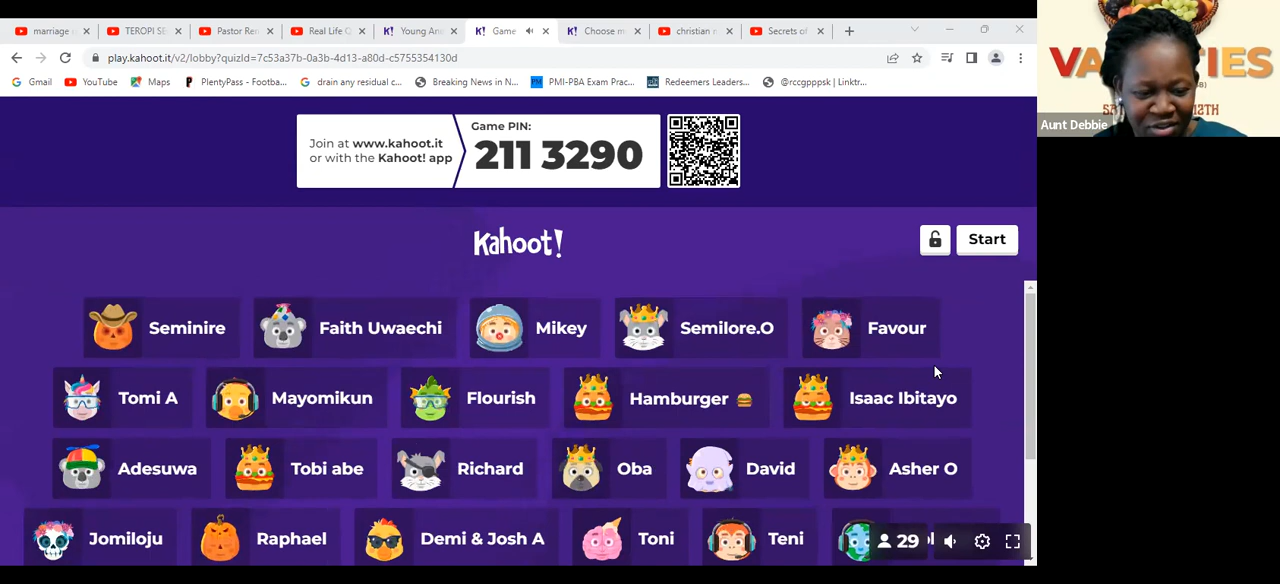 marriage
TEROPI SE
Pastor Re
Real Life Q
K! Young An
K! Game
K! Choose m
christian n
Secrets of
play.kahoot.it/v2/lobby?quizId=7c53a37b-0a3b-4d13-a80d-c5755354130d
Gmail
YouTube
Maps
PlentyPass - Footba...
drain any residual c...
Breaking News in N...
PMI-PBA Exam Prac...
Redeemers Leaders...
@rccgpppsk | Linktr...
VA IES
Aunt Debbie
12TH
Join at www.kahoot.it
or with the Kahoot! app
Game PIN:
211 3290
Kahoot!
Start
Seminire
Faith Uwaechi
Mikey
Semilore.O
Favour
Tomi A
Mayomikun
Flourish
Hamburger 🍔
Isaac Ibitayo
Adesuwa
Tobi abe
Richard
Oba
David
Asher O
Jomiloju
Raphael
Demi & Josh A
Toni
Teni
29